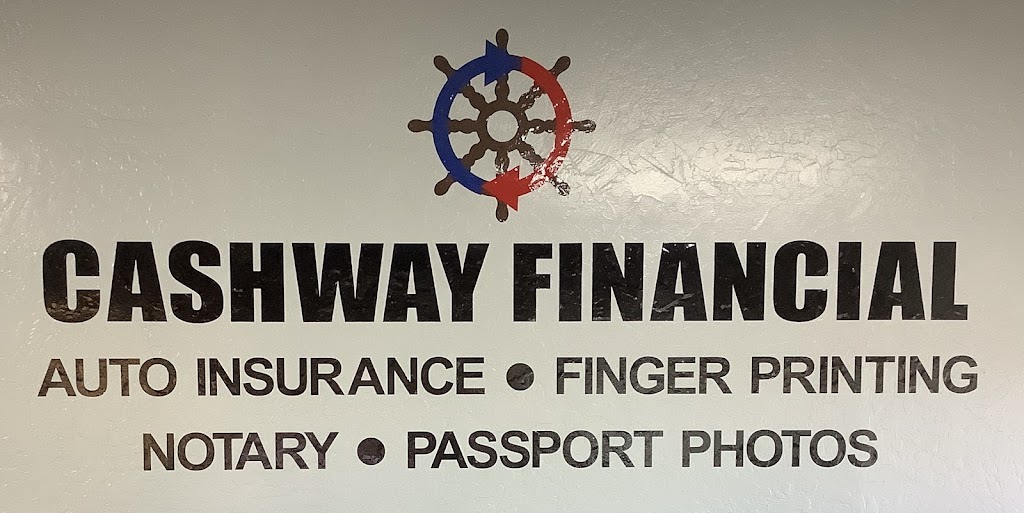 CASHWAY FINANCIAL
AUTO INSURANCE • FINGER PRINTING
NOTARY • PASSPORT PHOTOS